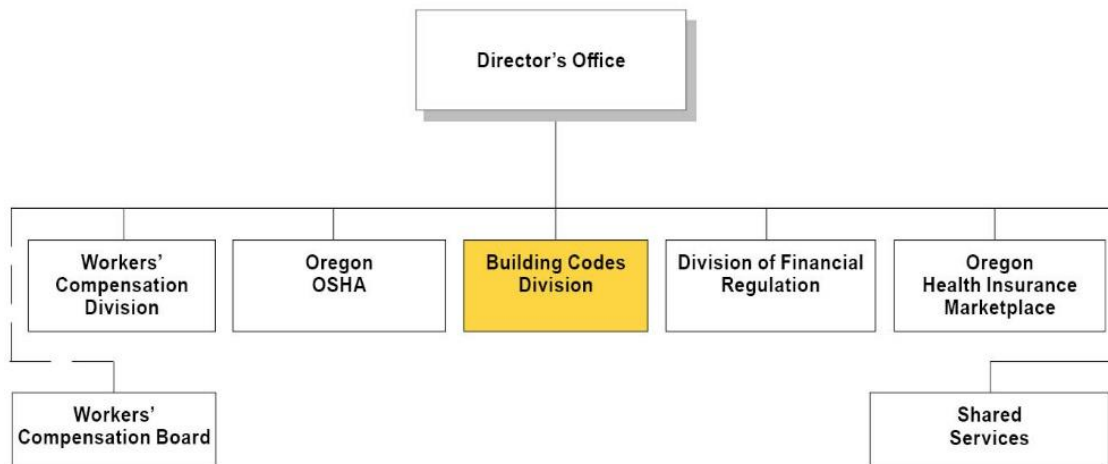 Director's Office
Workers'
Compensation
Division
Oregon
OSHA
Building Codes
Division
Division of Financial
Regulation
Oregon
Health Insurance
Marketplace
Workers'
Compensation Board
Shared
Services